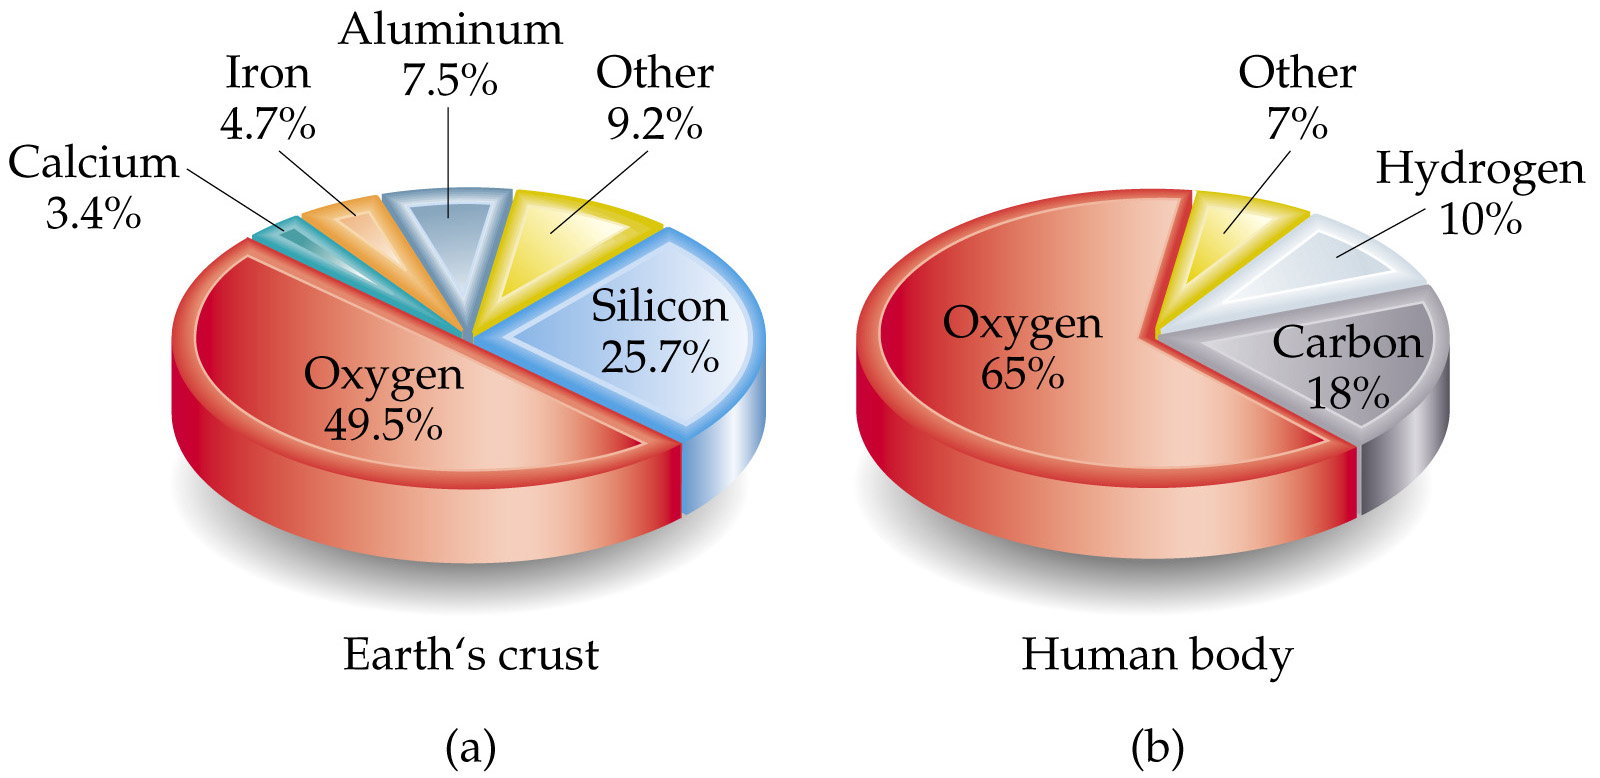 Aluminum
7.5%
Iron
4.7%
Other
9.2%
Calcium
3.4%
Silicon
25.7%
Oxygen
49.5%
Earth‘s crust
(a)
Other
7%
Hydrogen
10%
Oxygen
65%
Carbon
18%
Human body
(b)